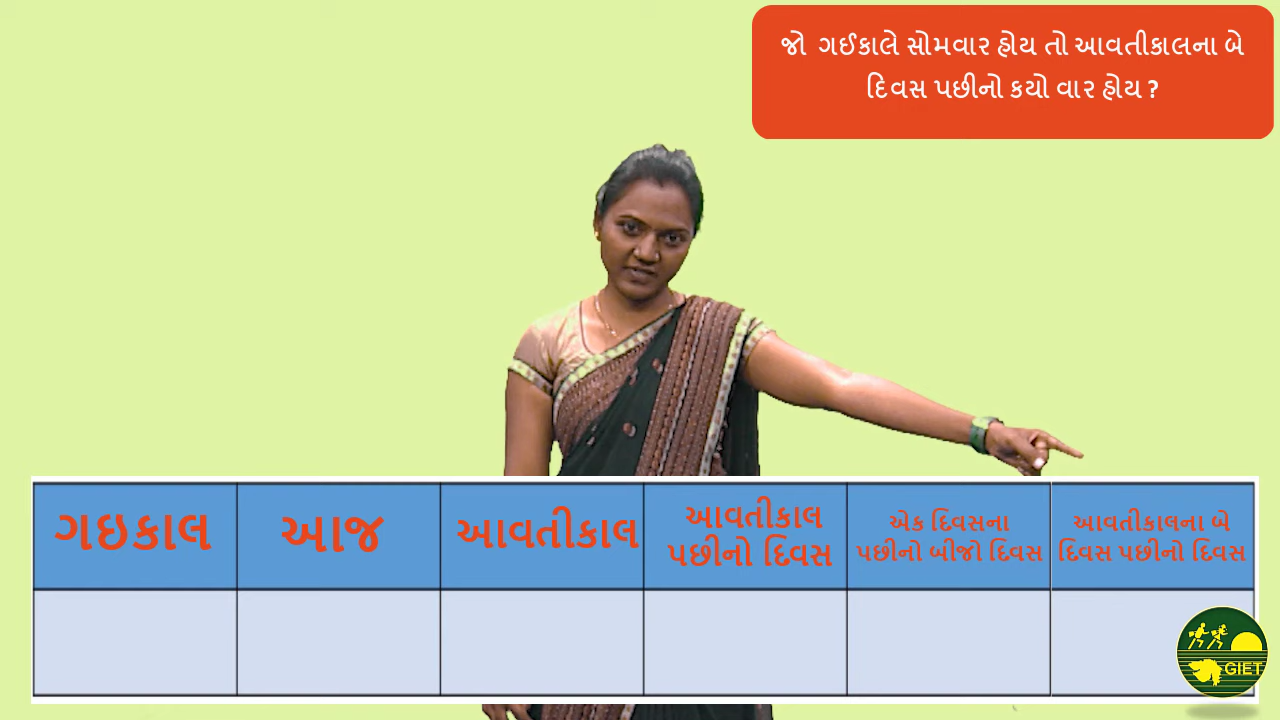 જો  ગઈકાલે સોમવાર હોય તો આવતીકાલના બે
દિવસ પછીનો કયો વાર હોય ?
ગઇકાલ
આજ
આવતીકાલ
આવતીકાલ
પછીનો દિવસ
એક દિવસના
પછીનો બીજો દિવસ
આવતીકાલના બે
દિવસ પછીનો દિવસ
GIET